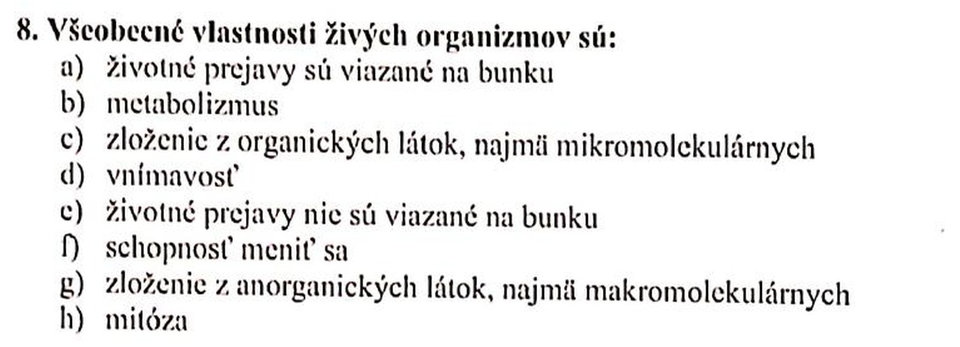 8. Všeobecné vlastnosti živých organizmov sú:
a) životné prejavy sú viazané na bunku
b) metabolizmus
c) zloženie z organických látok, najmä mikromolekulárnych
d) vnímavosť
e) životné prejavy nie sú viazané na bunku
f) schopnosť meniť sa
g) zloženie z anorganických látok, najmä makromolekulárnych
h) mitóza